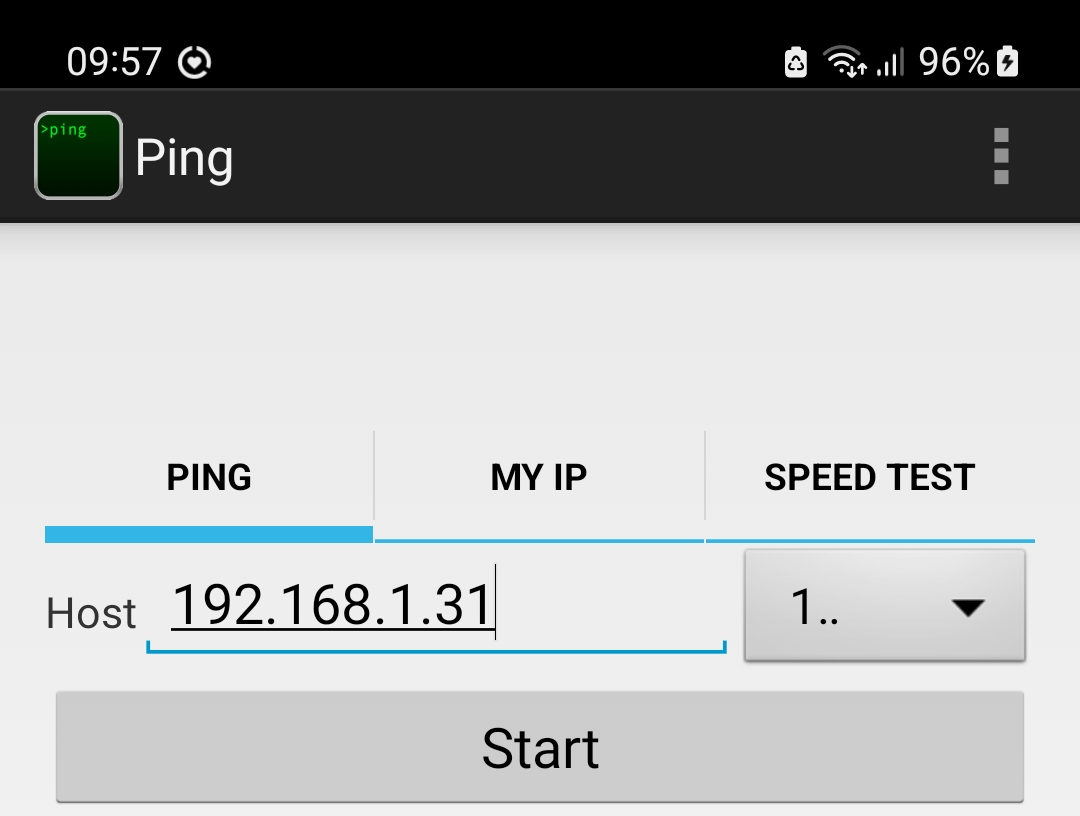 09:57 96%
>ping Ping
PING MY IP SPEED TEST
Host 192.168.1.31 1..
Start